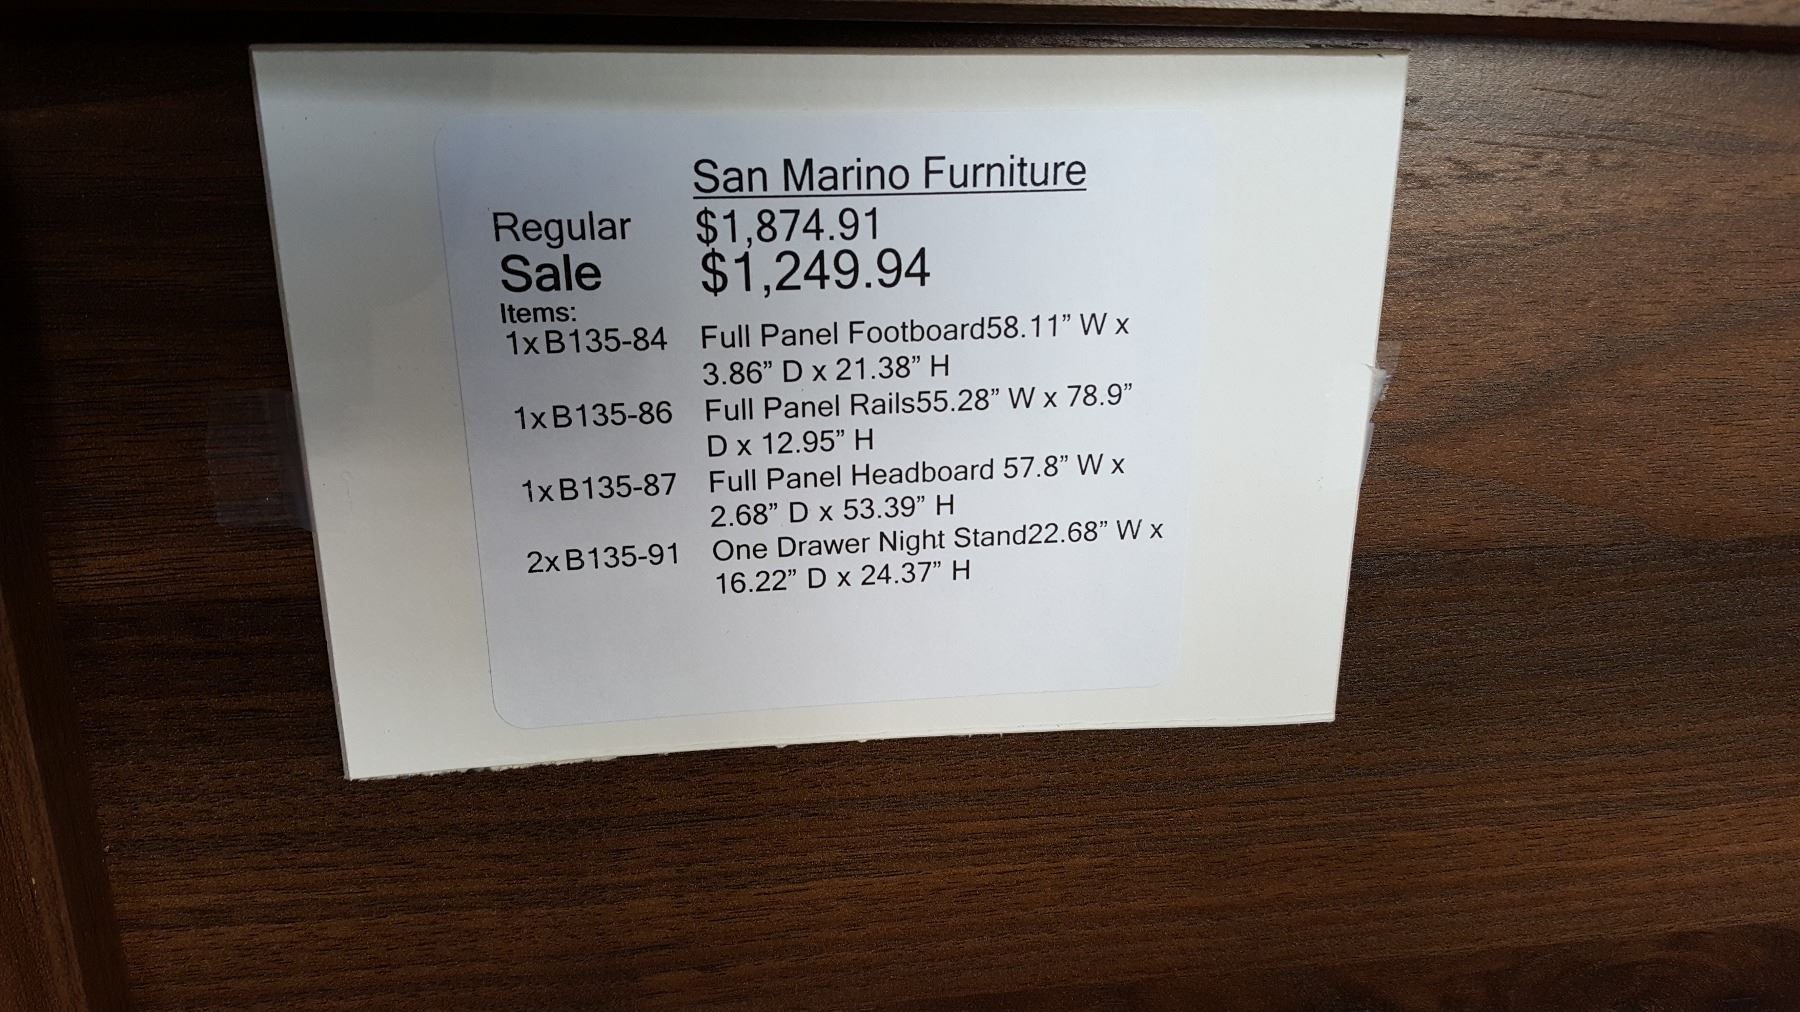 San Marino Furniture
Regular $1,874.91
Sale $1,249.94
Items:
1xB135-84 Full Panel Footboard58.11” W x
3.86” D x 21.38” H
1xB135-86 Full Panel Rails55.28” W x 78.9”
D x 12.95” H
1xB135-87 Full Panel Headboard 57.8” W x
2.68” D x 53.39” H
2xB135-91 One Drawer Night Stand22.68” W x
16.22” D x 24.37” H